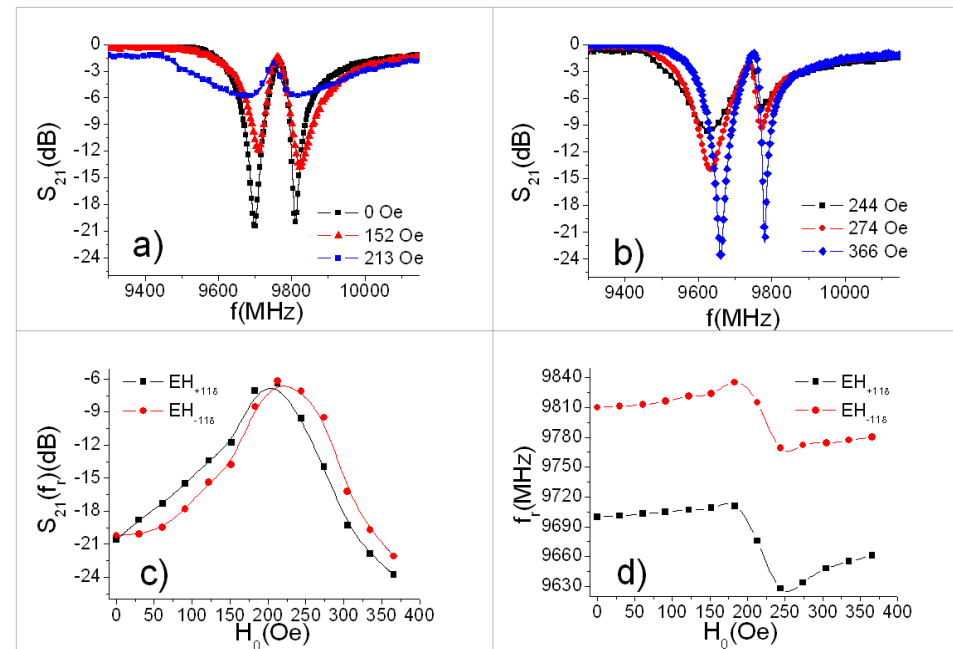 0
-3
-6
-9
-12
-15
-18
-21
-24
S21(dB)
0 Oe
152 Oe
213 Oe
a)
9400 9600 9800 10000
f(MHz)
0
-3
-6
-9
-12
-15
-18
-21
-24
S21(dB)
244 Oe
274 Oe
366 Oe
b)
9400 9600 9800 10000
f(MHz)
-6
-9
-12
-15
-18
-21
-24
S21(fr)(dB)
EH+11δ
EH-11δ
c)
0 50 100 150 200 250 300 350 400
H0(Oe)
9840
9810
9780
9750
9720
9690
9660
9630
fr(MHz)
EH+11δ
EH-11δ
d)
0 50 100 150 200 250 300 350 400
H0(Oe)